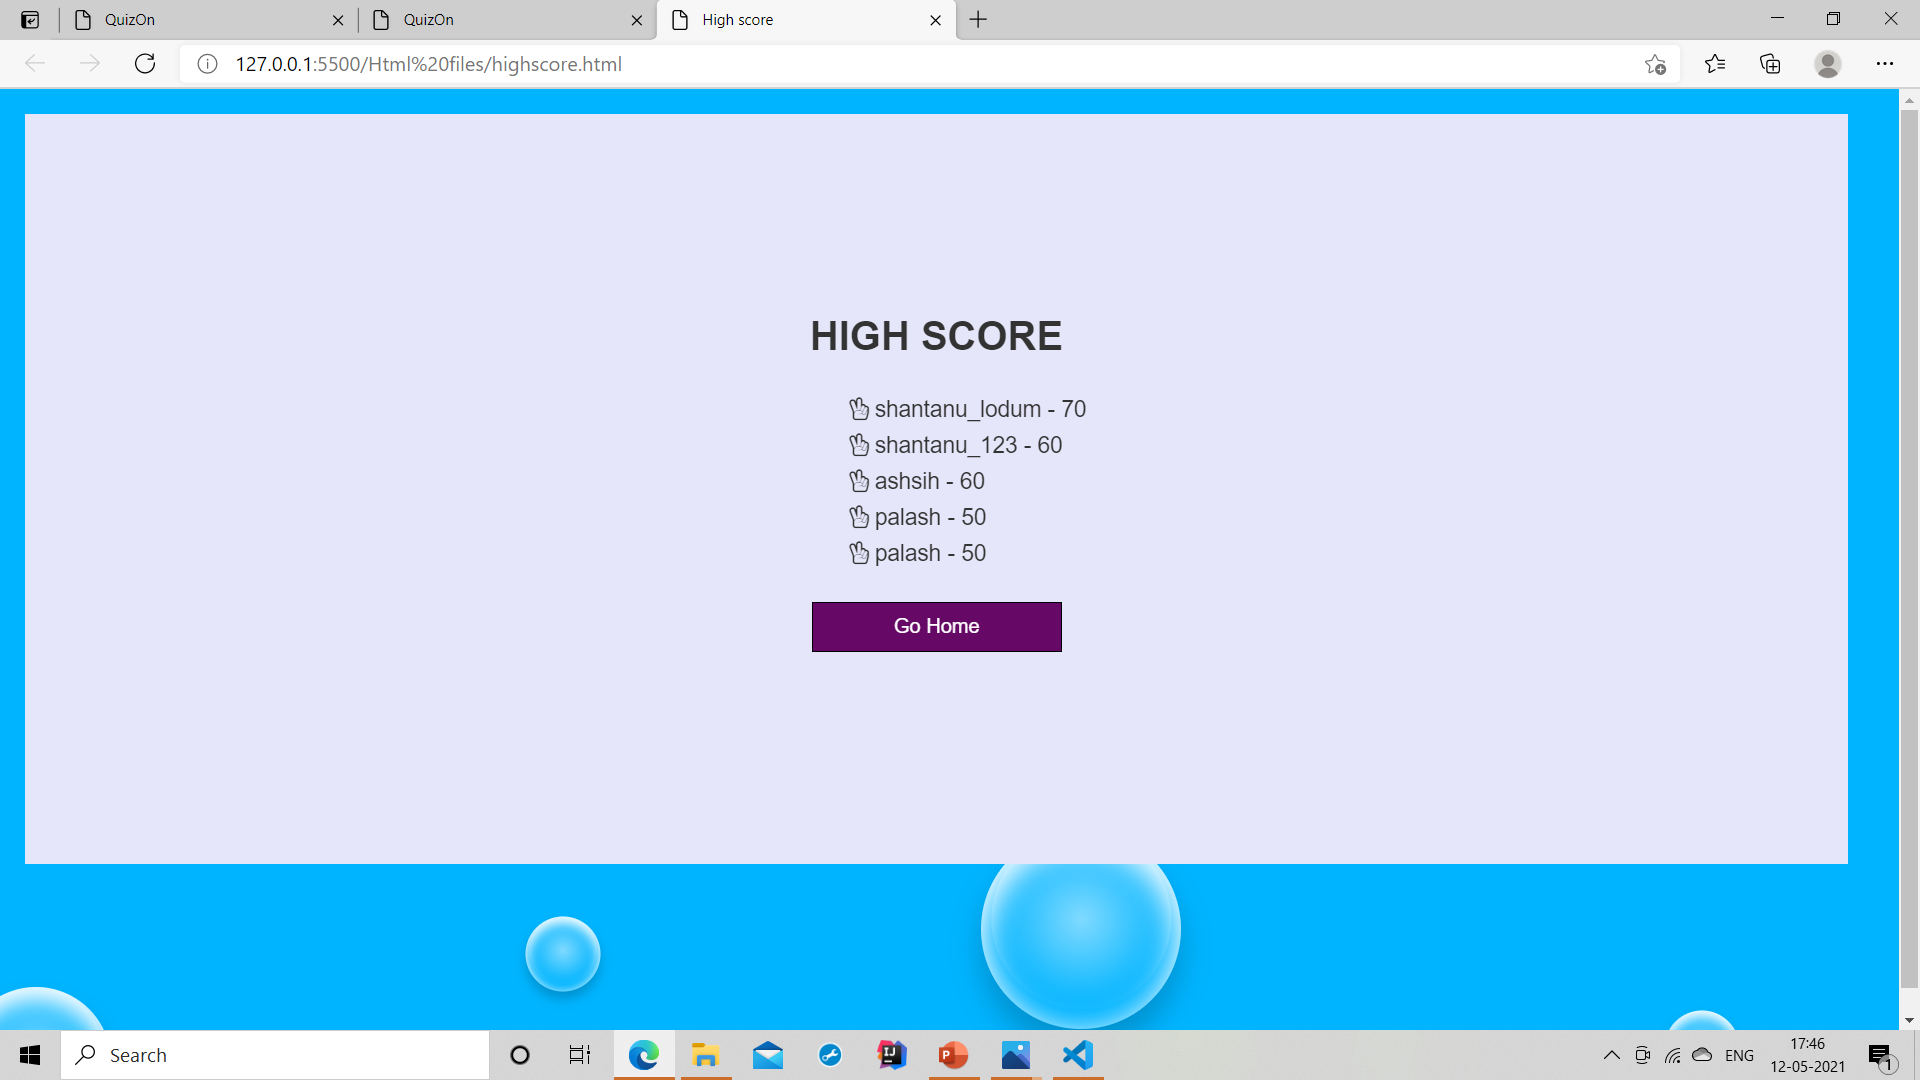 QuizOn
QuizOn
High score
127.0.0.1:5500/Html%20files/highscore.html
HIGH SCORE
shantanu_lodum - 70
shantanu_123 - 60
ashsih - 60
palash - 50
palash - 50
Go Home
Search
ENG
17:46
12-05-2021
1